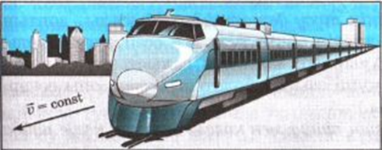 v⃗ = const